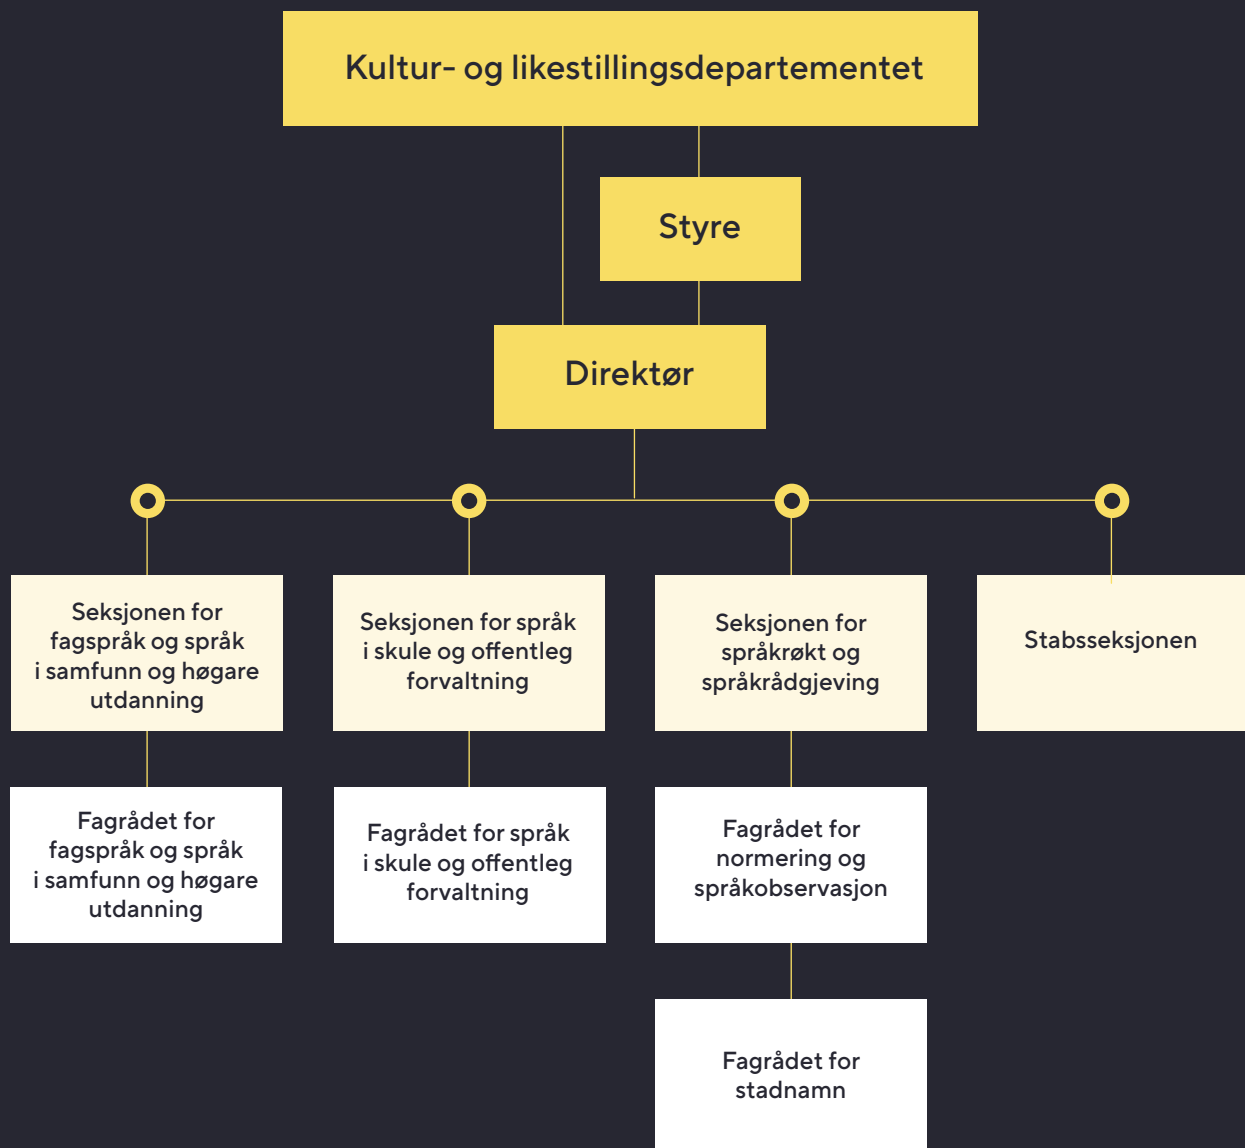 Kultur- og likestillingsdepartementet
Styre
Direktør
Seksjonen for
fagspråk og språk
i samfunn og høgare
utdanning
Seksjonen for språk
i skule og offentleg
forvaltning
Seksjonen for
språkrøkt og
språkrådgjeving
Stabsseksjonen
Fagrådet for
fagspråk og språk
i samfunn og høgare
utdanning
Fagrådet for språk
i skule og offentleg
forvaltning
Fagrådet for
normering og
språkobservasjon
Fagrådet for
stadnamn